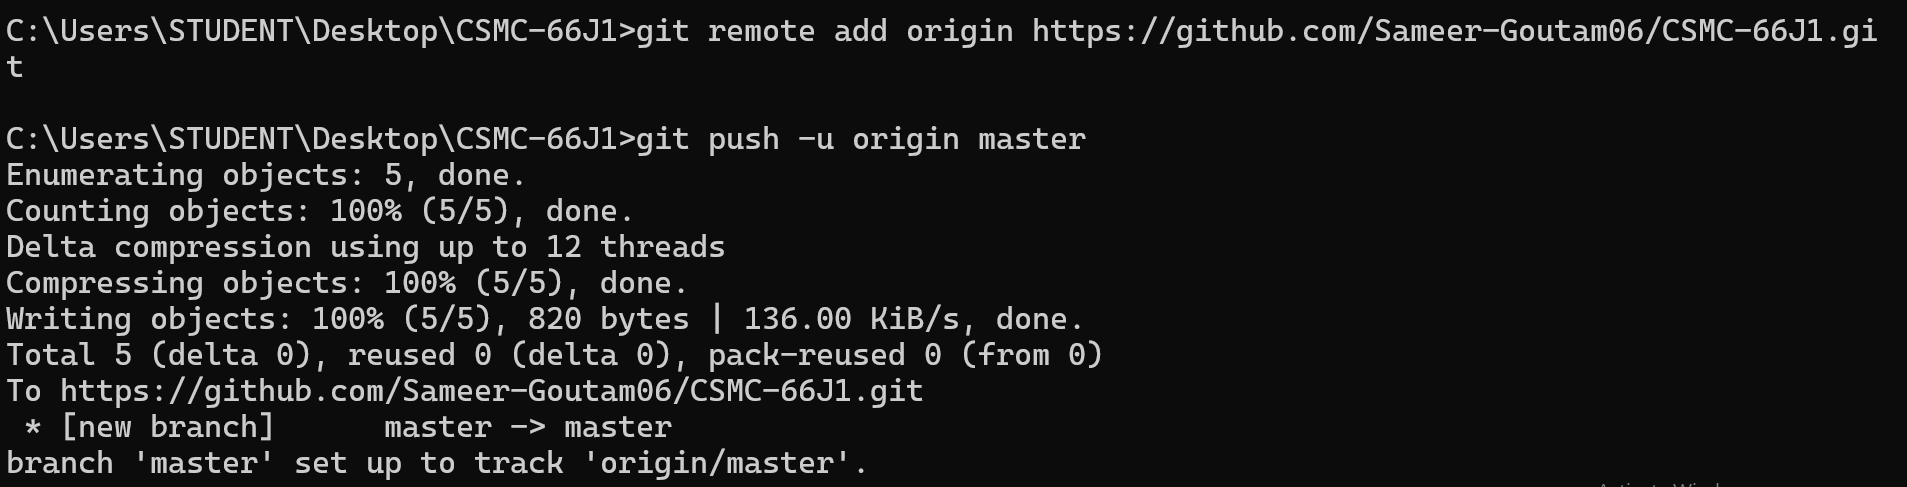 C:\Users\STUDENT\Desktop\CSMC-66J1>git remote add origin https://github.com/Sameer-Goutam06/CSMC-66J1.gi
t
C:\Users\STUDENT\Desktop\CSMC-66J1>git push -u origin master
Enumerating objects: 5, done.
Counting objects: 100% (5/5), done.
Delta compression using up to 12 threads
Compressing objects: 100% (5/5), done.
Writing objects: 100% (5/5), 820 bytes | 136.00 KiB/s, done.
Total 5 (delta 0), reused 0 (delta 0), pack-reused 0 (from 0)
To https://github.com/Sameer-Goutam06/CSMC-66J1.git
 * [new branch]      master -> master
branch 'master' set up to track 'origin/master'.